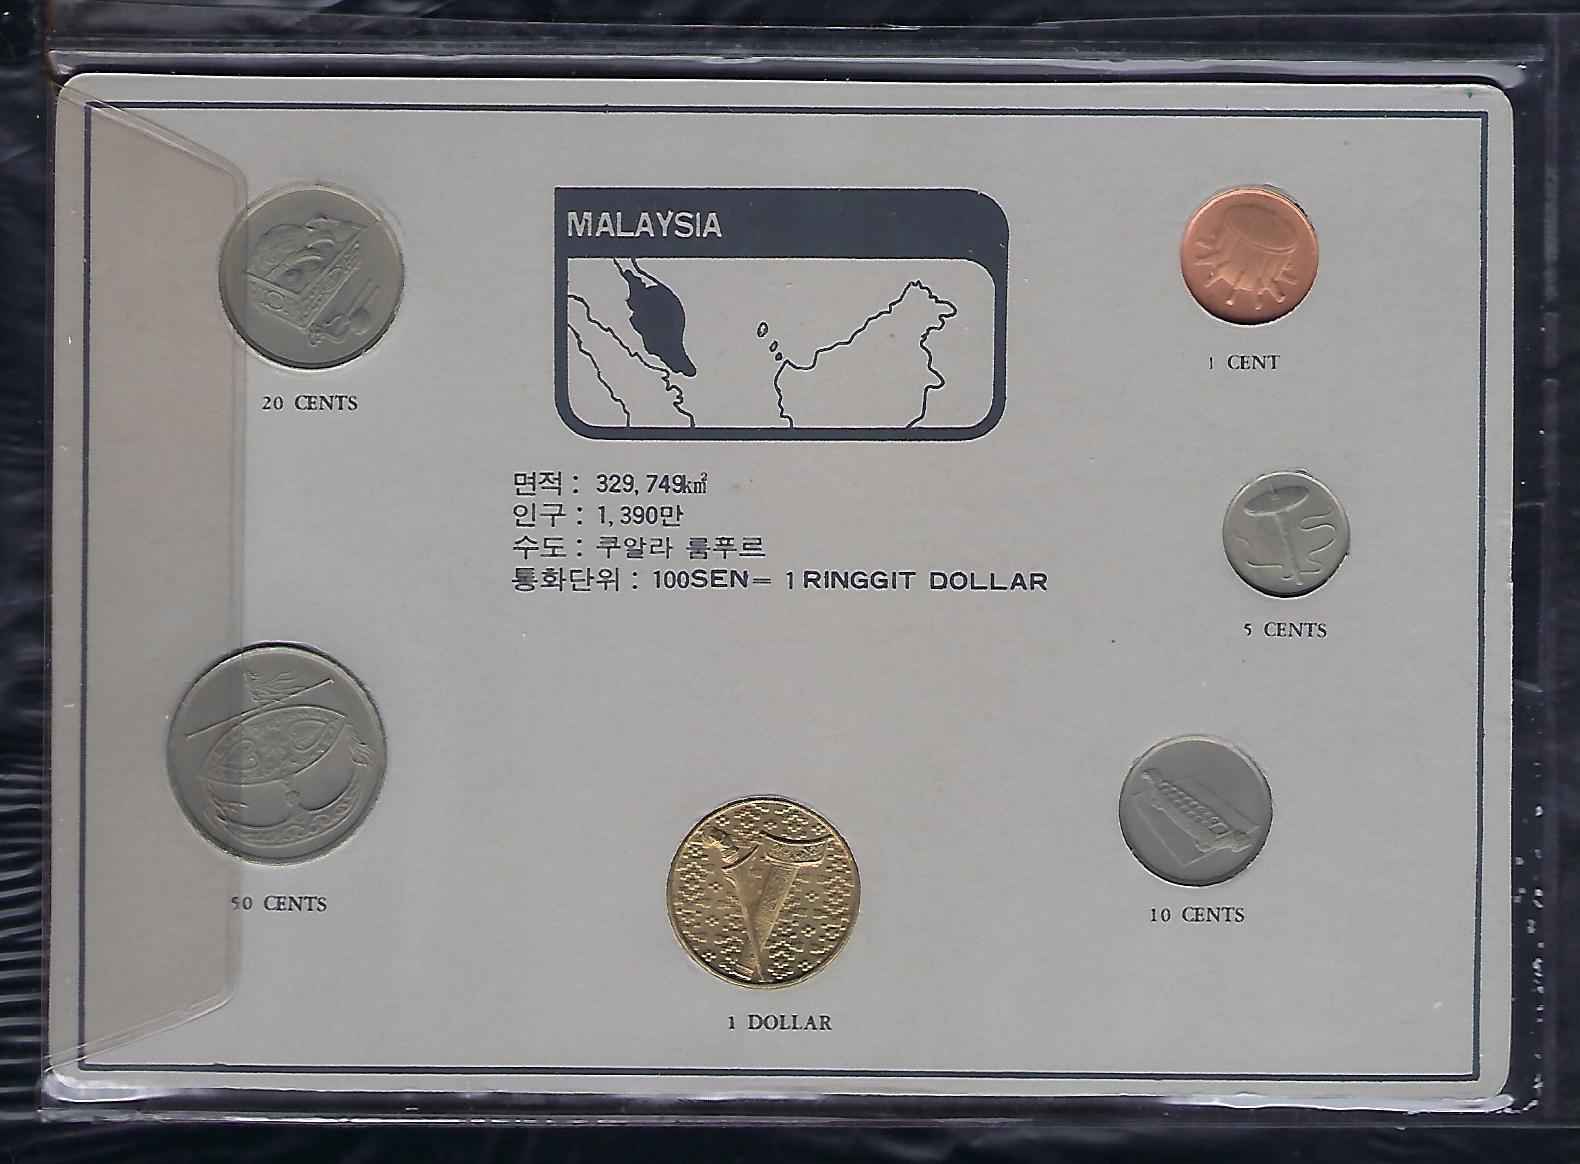 MALAYSIA
면적 : 329,749㎢
인구 : 1,390만
수도 : 쿠알라 룸푸르
통화단위 : 100SEN= 1RINGGIT DOLLAR
20 CENTS
1 CENT
5 CENTS
50 CENTS
10 CENTS
1 DOLLAR